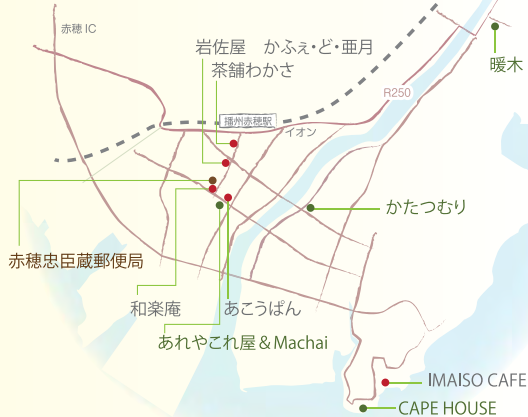 赤穂 IC
岩佐屋　かふぇ・ど・亜月
茶舗わかさ
暖木
R250
播州赤穂駅
イオン
かたつむり
赤穂忠臣蔵郵便局
和楽庵
あこうぱん
あれやこれ屋＆Machai
IMAISO CAFE
CAPE HOUSE